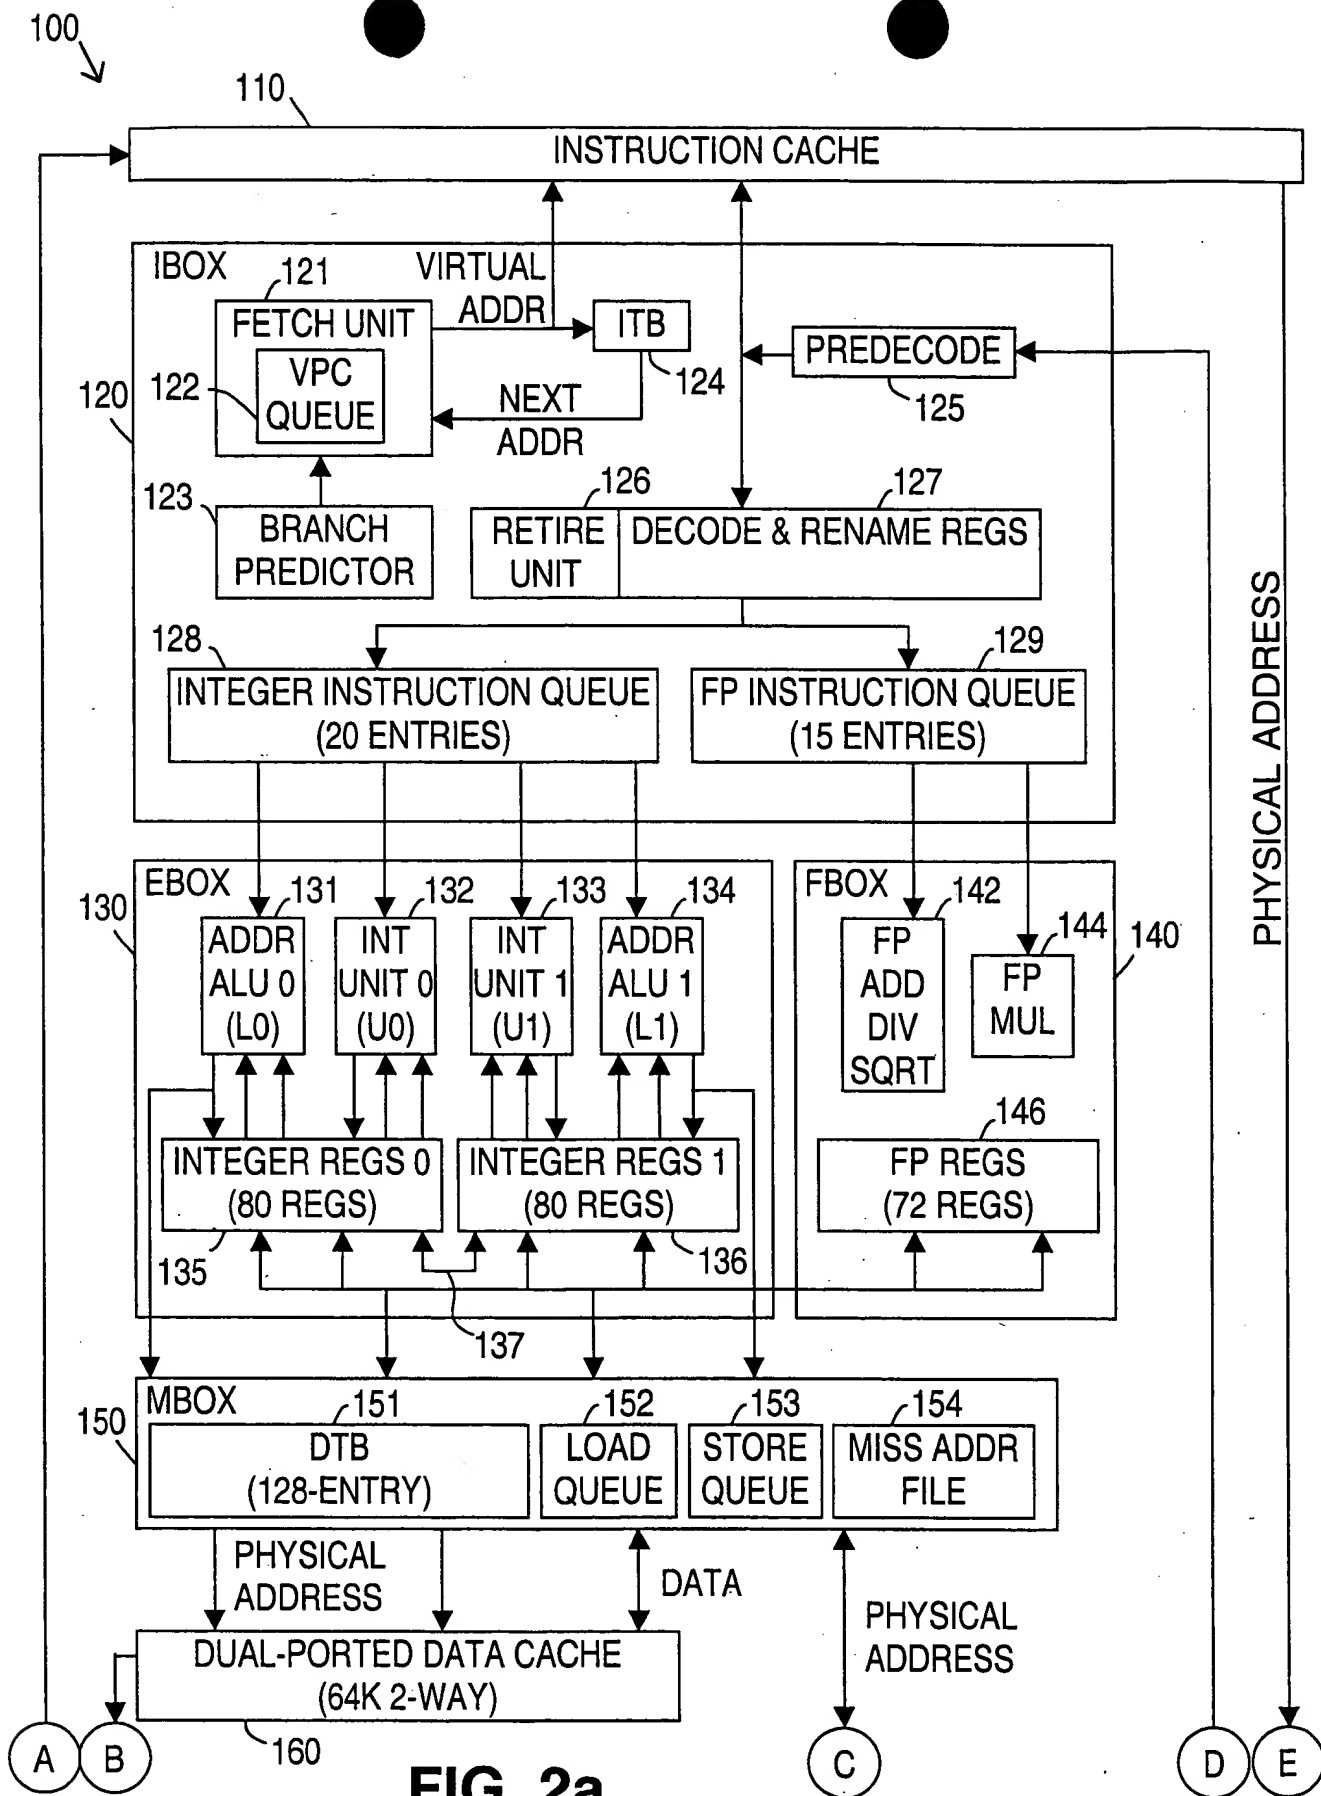 100
110
INSTRUCTION CACHE
IBOX
121
VIRTUAL
ADDR
FETCH UNIT
ITB
124
PREDECODE
125
VPC
QUEUE
122
120
NEXT
ADDR
123
BRANCH
PREDICTOR
126
127
RETIRE
UNIT
DECODE & RENAME REGS
128
129
INTEGER INSTRUCTION QUEUE
(20 ENTRIES)
FP INSTRUCTION QUEUE
(15 ENTRIES)
PHYSICAL ADDRESS
130
EBOX
131
132
133
134
ADDR
ALU 0
(L0)
INT
UNIT 0
(U0)
INT
UNIT 1
(U1)
ADDR
ALU 1
(L1)
FBOX
142
144
140
FP
ADD
DIV
SQRT
FP
MUL
146
INTEGER REGS 0
(80 REGS)
INTEGER REGS 1
(80 REGS)
FP REGS
(72 REGS)
135
136
137
150
MBOX
151
152
153
154
DTB
(128-ENTRY)
LOAD
QUEUE
STORE
QUEUE
MISS ADDR
FILE
PHYSICAL
ADDRESS
DATA
PHYSICAL
ADDRESS
DUAL-PORTED DATA CACHE
(64K 2-WAY)
160
A
B
C
D
E
FIG. 2a